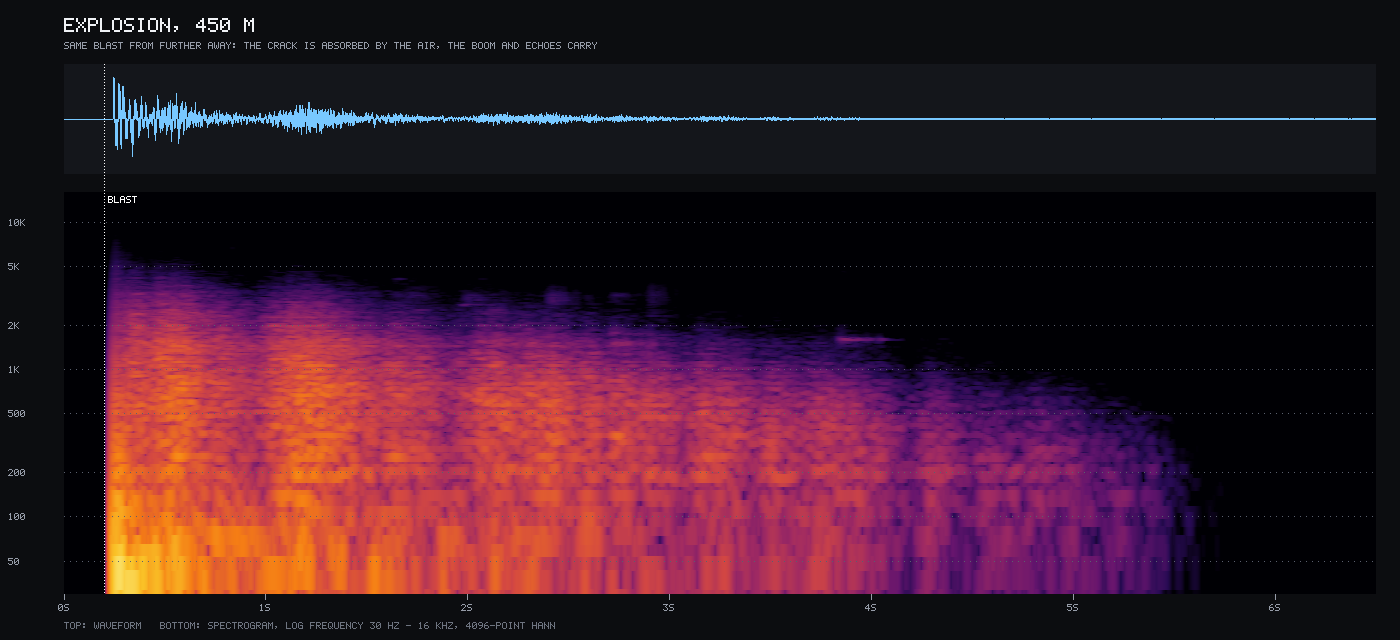 EXPLOSION, 450 M
SAME BLAST FROM FURTHER AWAY: THE CRACK IS ABSORBED BY THE AIR, THE BOOM AND ECHOES CARRY
BLAST
10K
5K
2K
1K
500
200
100
50
0S 1S 2S 3S 4S 5S 6S
TOP: WAVEFORM BOTTOM: SPECTROGRAM, LOG FREQUENCY 30 HZ - 16 KHZ, 4096-POINT HANN